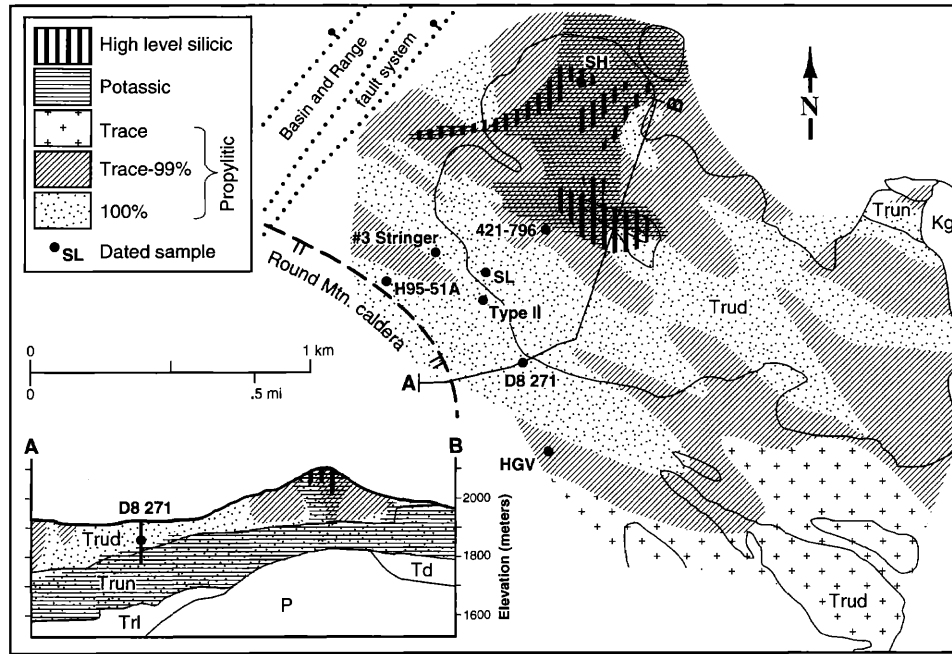 High level silicic
Potassic
Trace
Trace-99%
100%
Propylitic
SL Dated sample
Basin and Range
fault system
SH
B
N
Trun
Kg
#3 Stringer
421-796
H95-51A
SL
Type II
Trud
Round Mtn. caldera
0 1 km
0 .5 mi
A
D8 271
HGV
Trud
A B
D8 271
Trud
Trun
Trl
P
Td
2000
1800
1600
Elevation (meters)